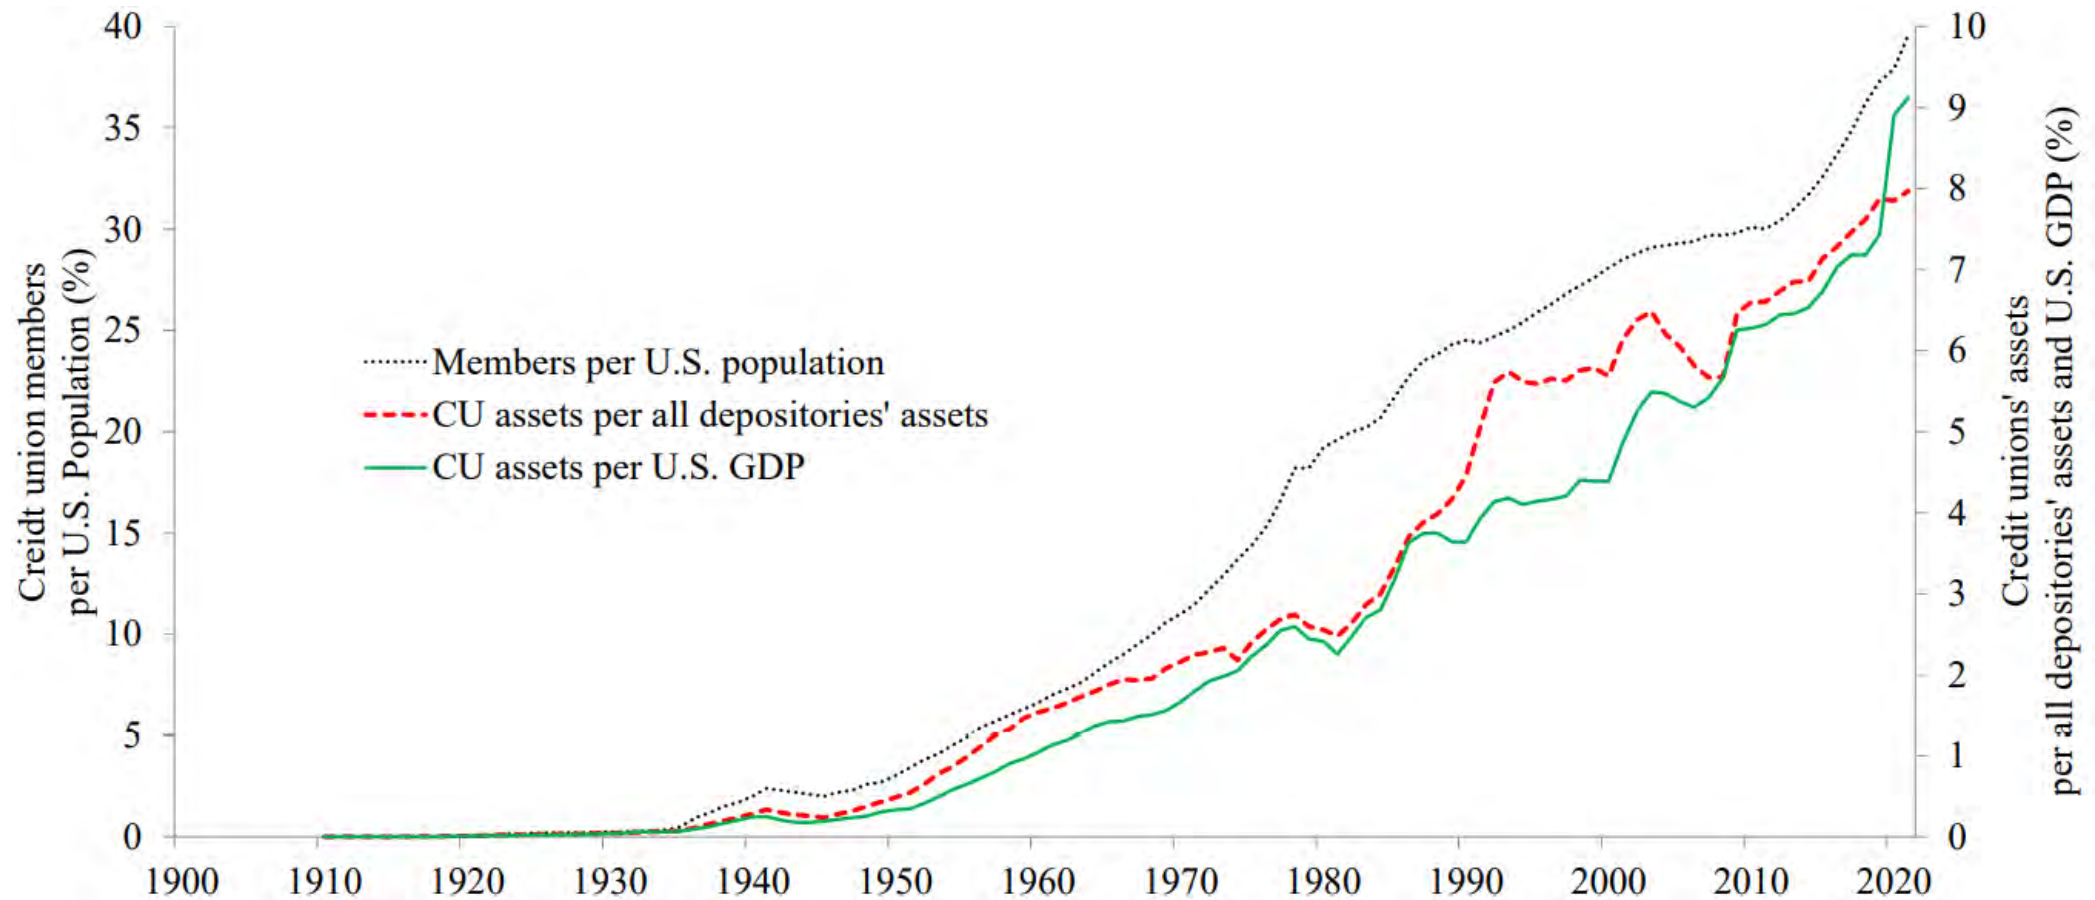 40
35
30
25
20
15
10
5
0
Creidt union members
per U.S. Population (%)
Members per U.S. population
CU assets per all depositories' assets
CU assets per U.S. GDP
10
9
8
7
6
5
4
3
2
1
0
Credit unions' assets
per all depositories' assets and U.S. GDP (%)
1900 1910 1920 1930 1940 1950 1960 1970 1980 1990 2000 2010 2020